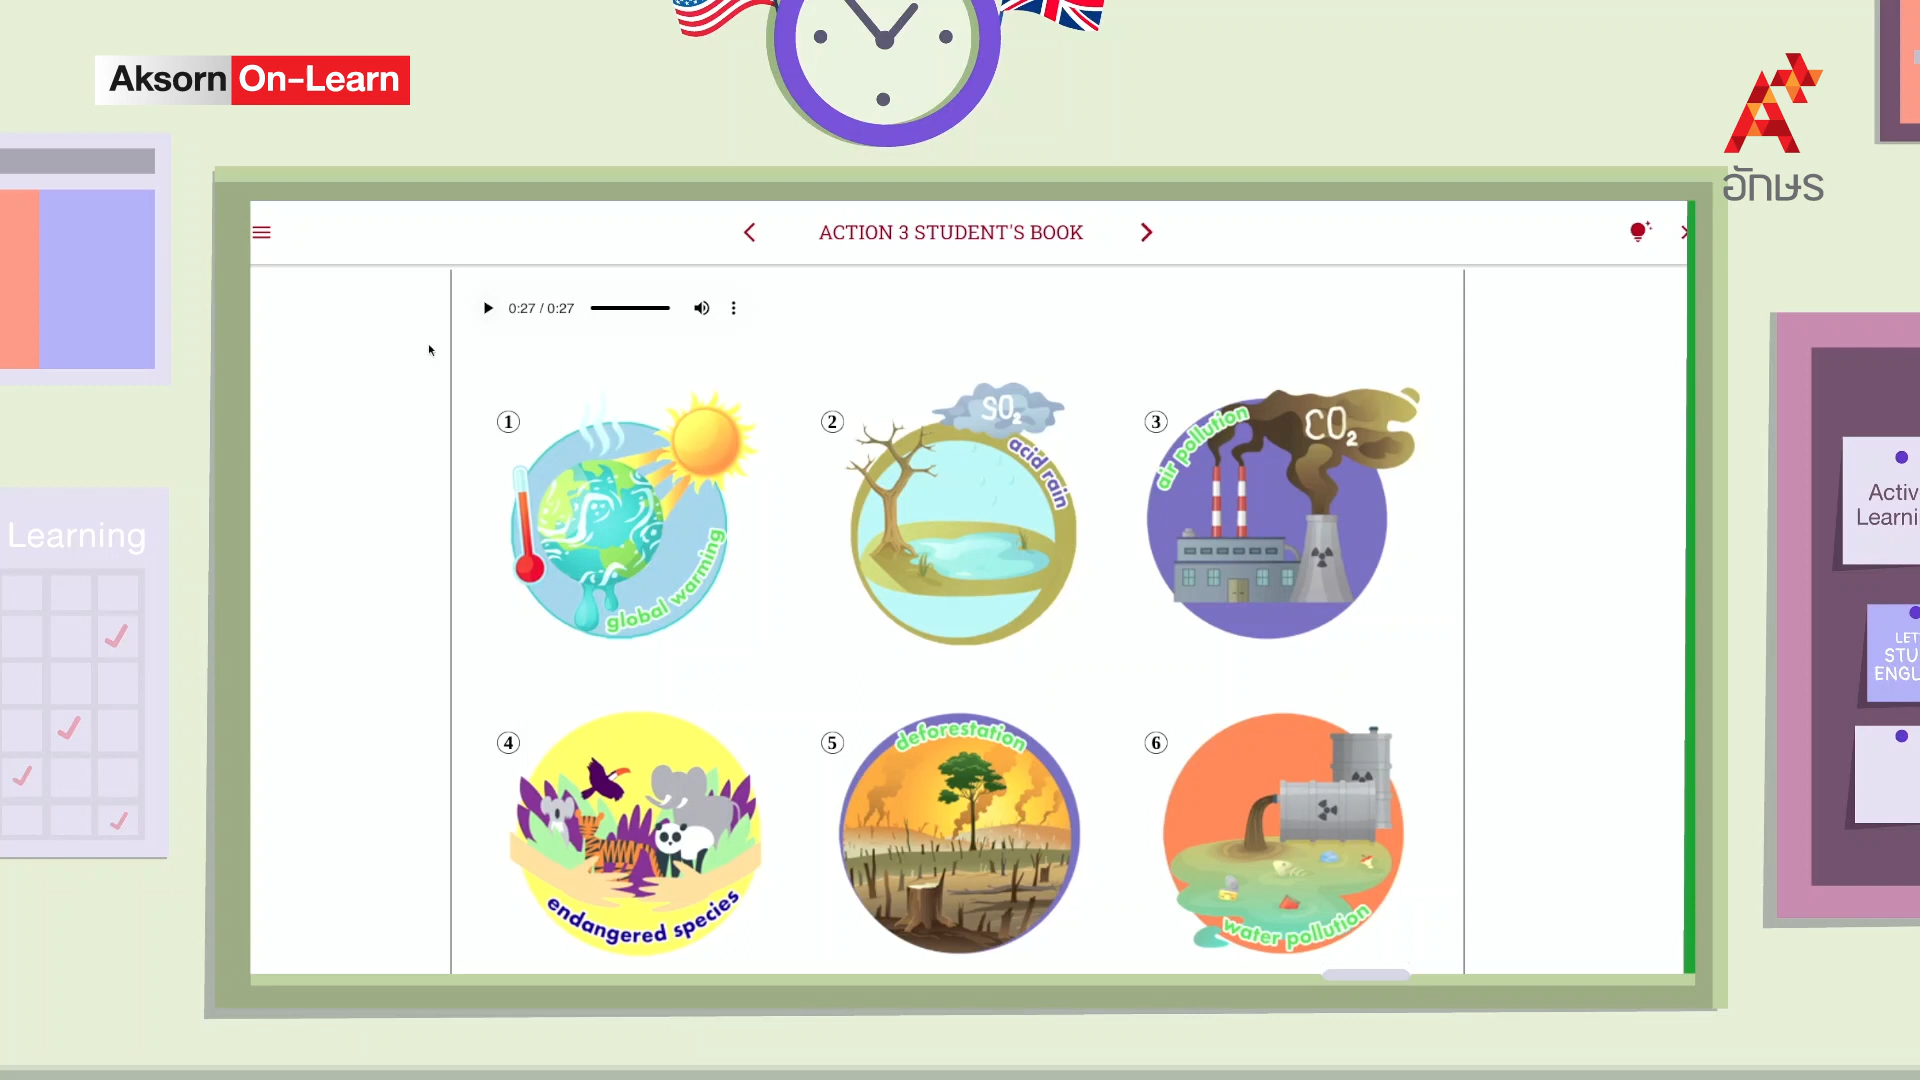 Aksorn On-Learn
อักษร
ACTION 3 STUDENT'S BOOK
0:27 / 0:27
1
global warming
2
SO₂
acid rain
3
air pollution
CO₂
4
endangered species
5
deforestation
6
water pollution
Learning
Activ
Learni
LET
STU
ENGL